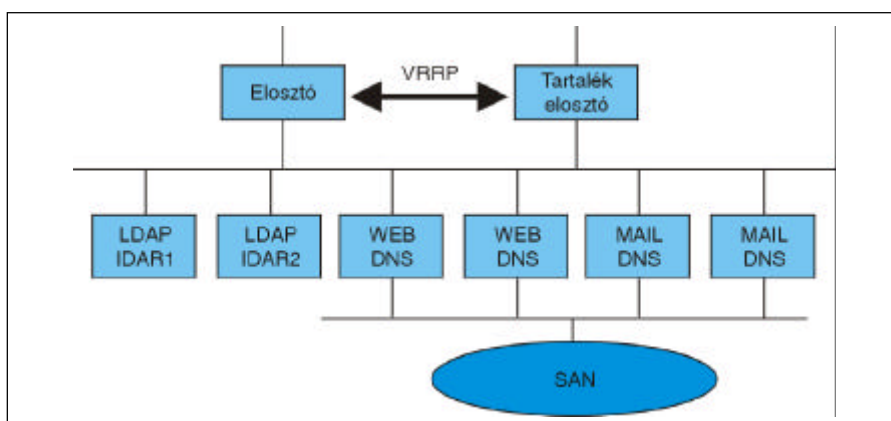 VRRP
Elosztó
Tartalék
elosztó
LDAP
IDAR1
LDAP
IDAR2
WEB
DNS
WEB
DNS
MAIL
DNS
MAIL
DNS
SAN